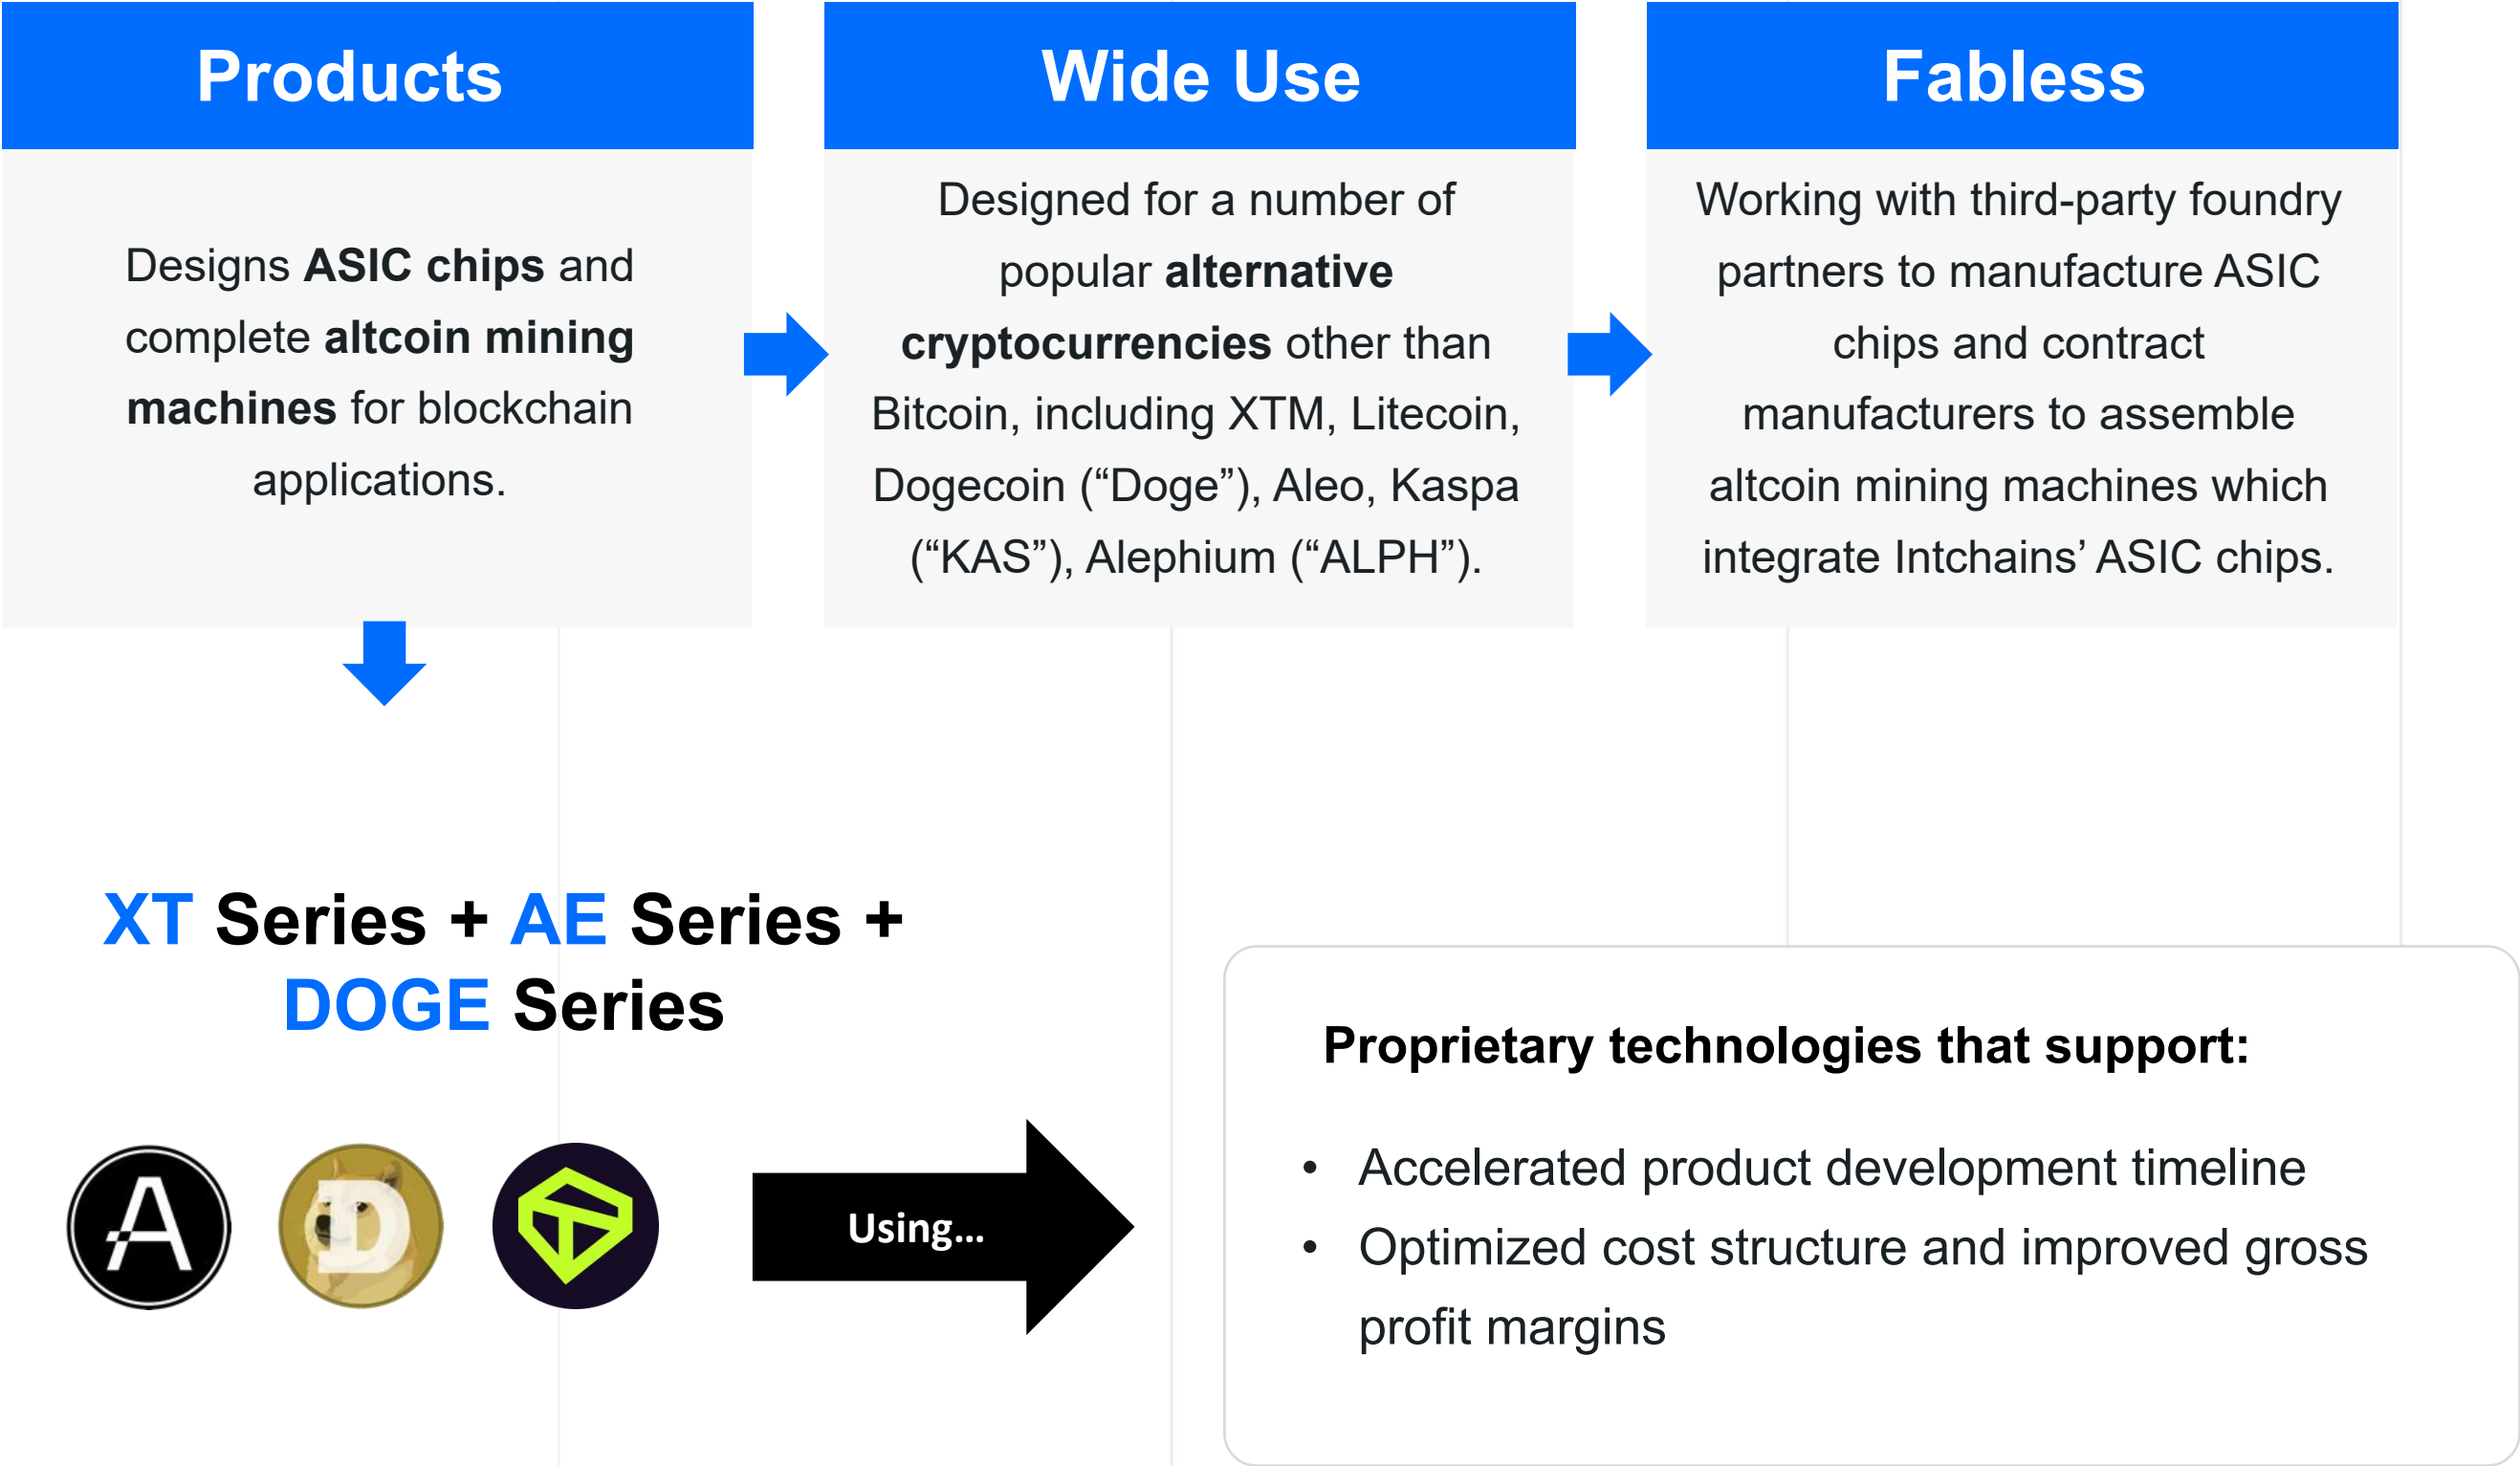 Products
Designs ASIC chips and
complete altcoin mining
machines for blockchain
applications.
Wide Use
Designed for a number of
popular alternative
cryptocurrencies other than
Bitcoin, including XTM, Litecoin,
Dogecoin (“Doge”), Aleo, Kaspa
(“KAS”), Alephium (“ALPH”).
Fabless
Working with third-party foundry
partners to manufacture ASIC
chips and contract
manufacturers to assemble
altcoin mining machines which
integrate Intchains’ ASIC chips.
XT Series + AE Series +
DOGE Series
A
D
Using...
Proprietary technologies that support:
• Accelerated product development timeline
• Optimized cost structure and improved gross
profit margins